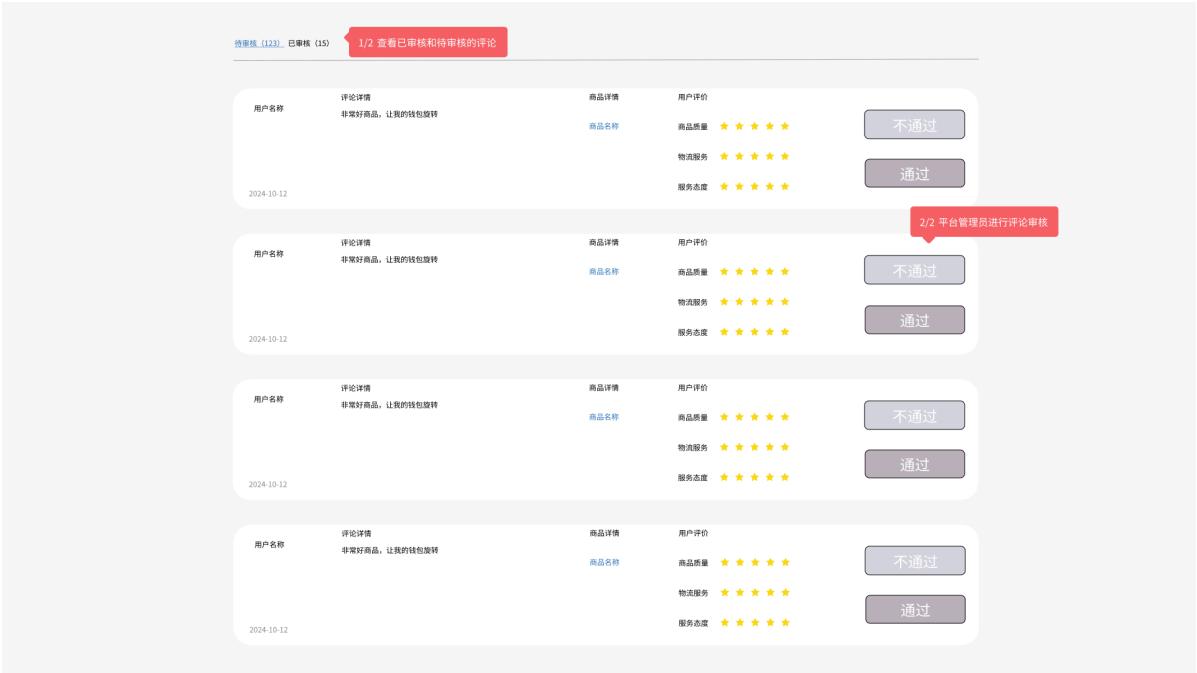 待审核（123） 已审核（15）
1/2 查看已审核和待审核的评论
用户名称
评论详情
非常好商品，让我的钱包旋转
商品详情
商品名称
用户评价
商品质量
物流服务
服务态度
不通过
通过
2024-10-12
2/2 平台管理员进行评论审核
用户名称
评论详情
非常好商品，让我的钱包旋转
商品详情
商品名称
用户评价
商品质量
物流服务
服务态度
不通过
通过
2024-10-12
用户名称
评论详情
非常好商品，让我的钱包旋转
商品详情
商品名称
用户评价
商品质量
物流服务
服务态度
不通过
通过
2024-10-12
用户名称
评论详情
非常好商品，让我的钱包旋转
商品详情
商品名称
用户评价
商品质量
物流服务
服务态度
不通过
通过
2024-10-12